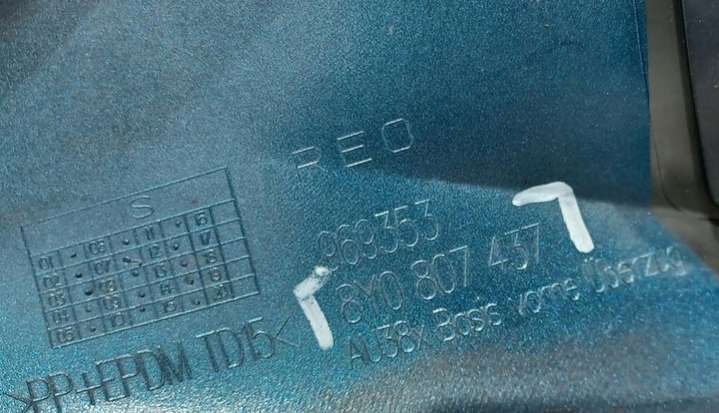 REO
S
01 06 11 16
02 07 12 17
03 08 13 18
04 09 14 19
05 10 15 20
969353
8Y0 807 437
AU38x Basis vorne Überzug
>PP+EPDM TD15<